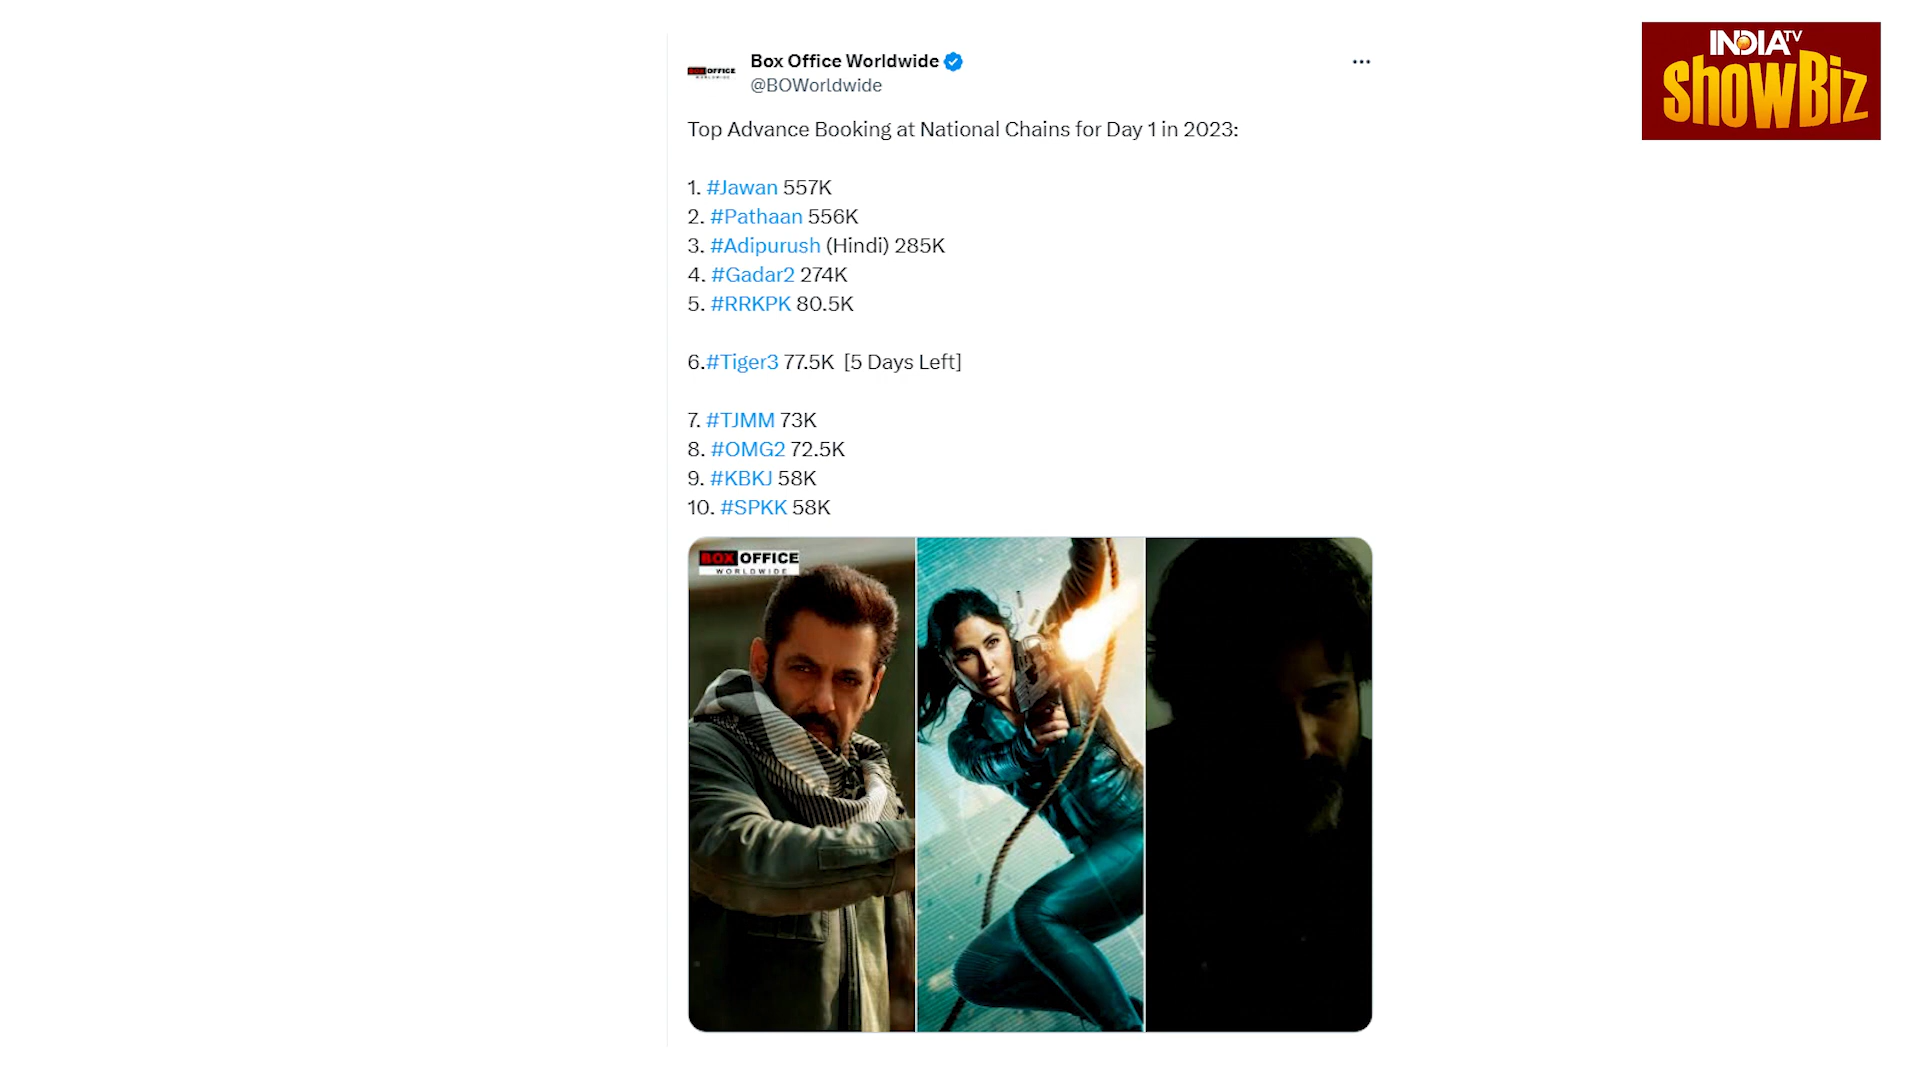 INDIA TV
ShowBiz
BOX OFFICE
WORLDWIDE
Box Office Worldwide
@BOWorldwide
Top Advance Booking at National Chains for Day 1 in 2023:
1. #Jawan 557K
2. #Pathaan 556K
3. #Adipurush (Hindi) 285K
4. #Gadar2 274K
5. #RRKPK 80.5K
6.#Tiger3 77.5K [5 Days Left]
7. #TJMM 73K
8. #OMG2 72.5K
9. #KBKJ 58K
10. #SPKK 58K
BOX OFFICE
WORLDWIDE